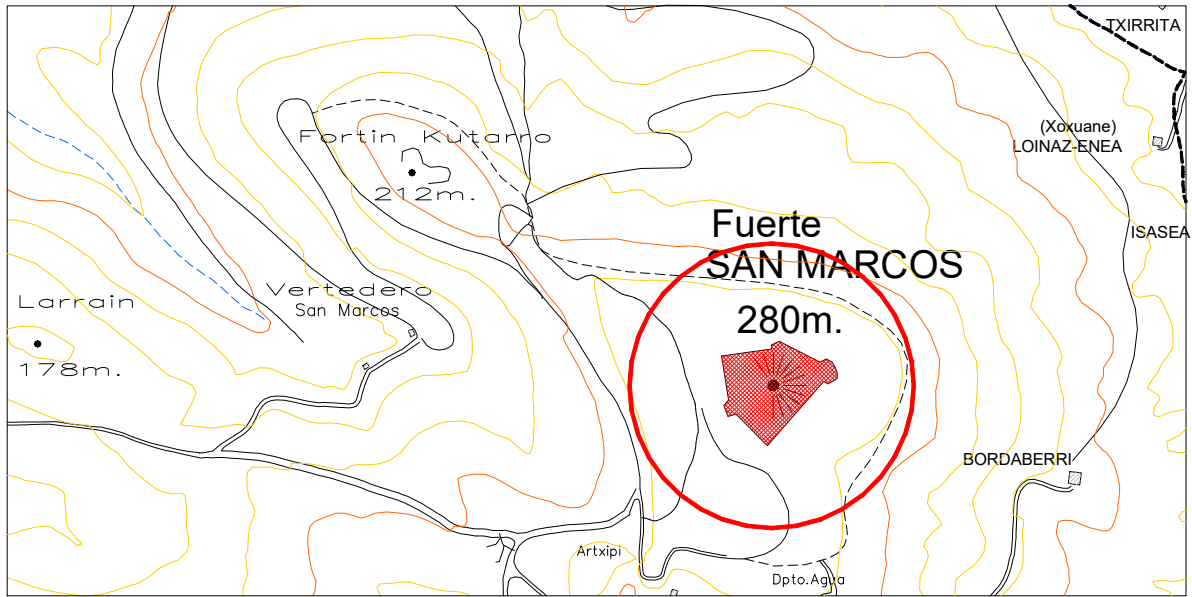 TXIRRITA
(Xoxuane)
LOINAZ-ENEA
Fortin Kutarro
212m.
Fuerte
SAN MARCOS
280m.
ISASEA
Larrain
178m.
Vertedero
San Marcos
BORDABERRI
Artxipi
Dpto.Agua